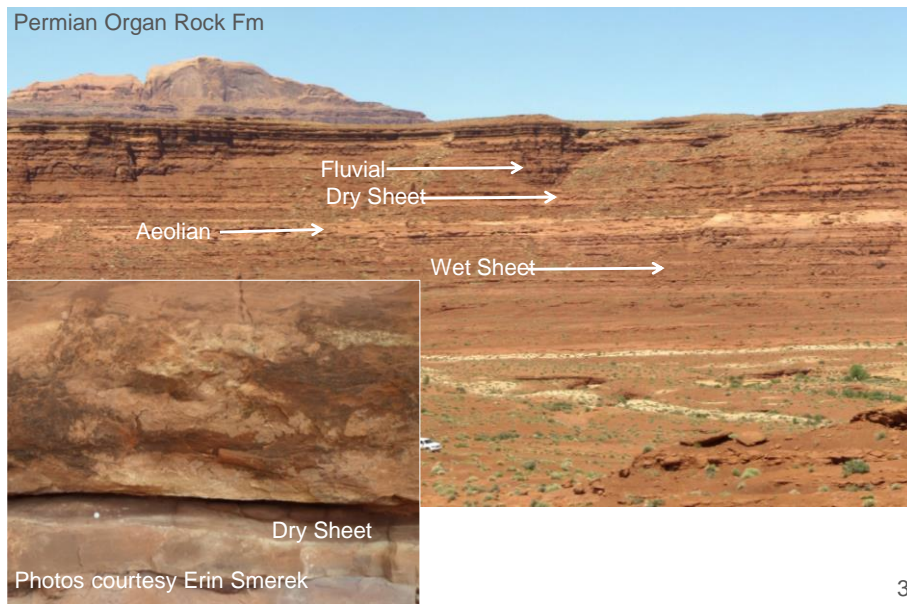 Permian Organ Rock Fm
Fluvial
Dry Sheet
Aeolian
Wet Sheet
Dry Sheet
Photos courtesy Erin Smerek
3